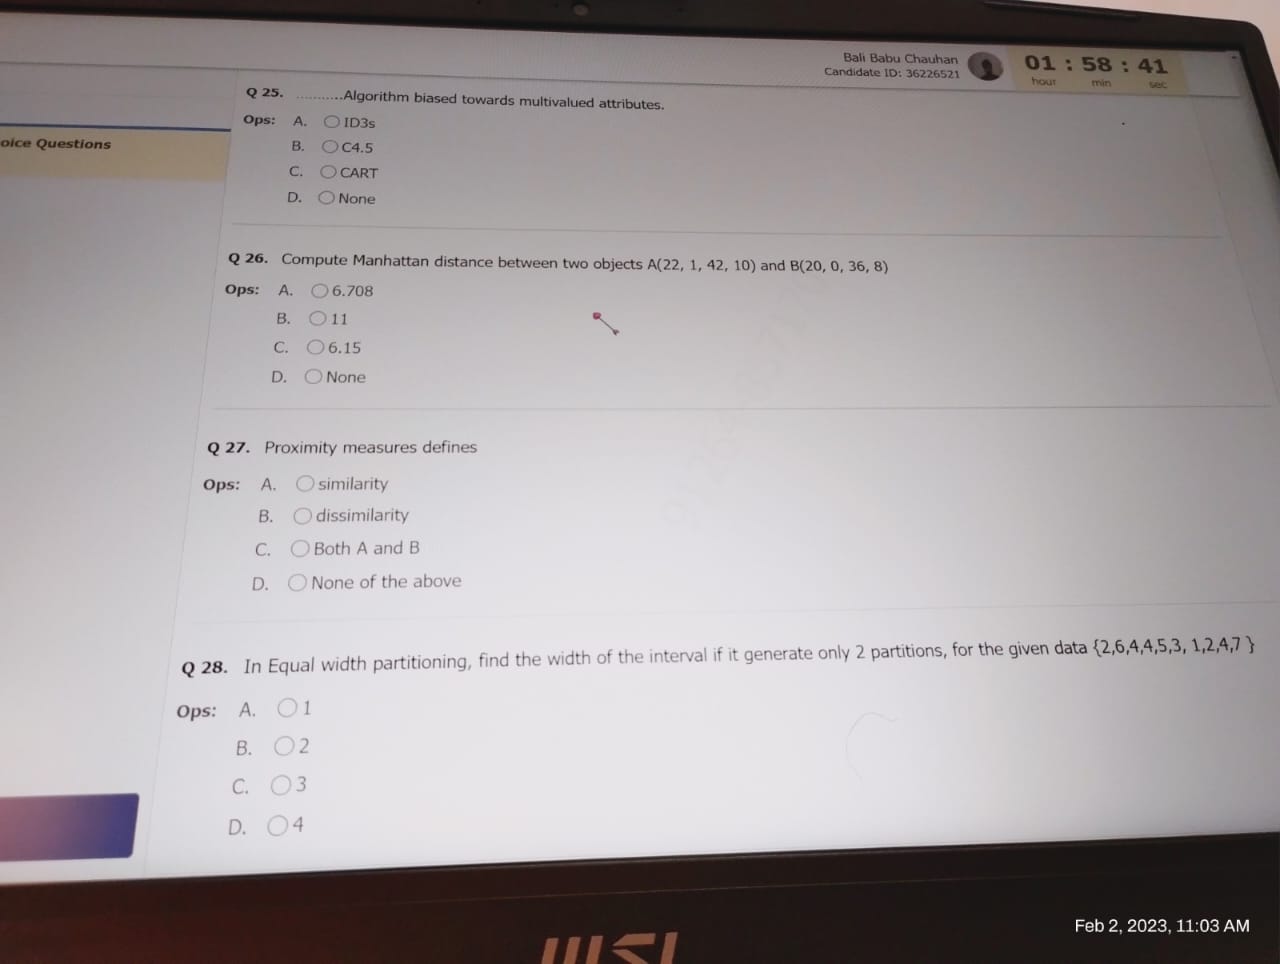 Bali Babu Chauhan
Candidate ID: 36226521
01 : 58 : 41
hour min sec
oice Questions
Q 25. ...........Algorithm biased towards multivalued attributes.
Ops: A. ID3s
B. C4.5
C. CART
D. None
Q 26. Compute Manhattan distance between two objects A(22, 1, 42, 10) and B(20, 0, 36, 8)
Ops: A. 6.708
B. 11
C. 6.15
D. None
Q 27. Proximity measures defines
Ops: A. similarity
B. dissimilarity
C. Both A and B
D. None of the above
Q 28. In Equal width partitioning, find the width of the interval if it generate only 2 partitions, for the given data {2,6,4,4,5,3, 1,2,4,7 }
Ops: A. 1
B. 2
C. 3
D. 4
msi
Feb 2, 2023, 11:03 AM